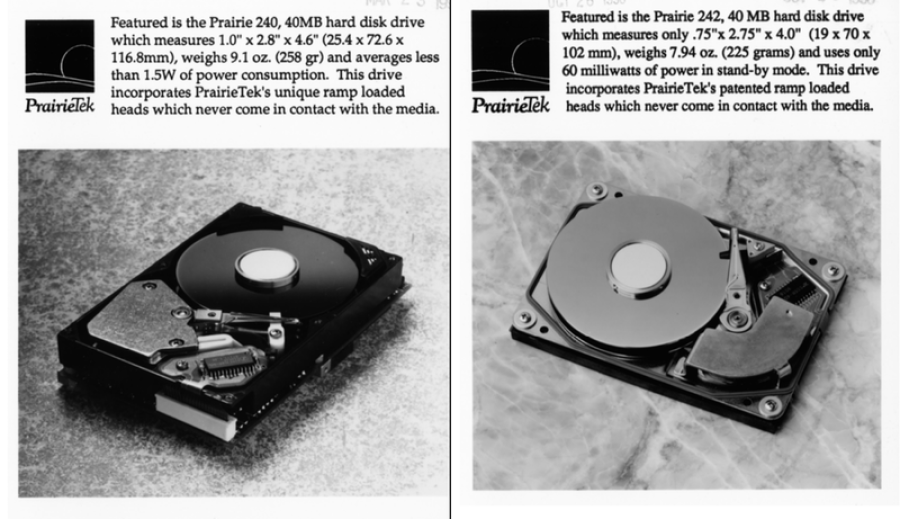 Featured is the Prairie 240, 40MB hard disk drive
which measures 1.0" x 2.8" x 4.6" (25.4 x 72.6 x
116.8mm), weighs 9.1 oz. (258 gr) and averages less
than 1.5W of power consumption. This drive
incorporates PrairieTek's unique ramp loaded
heads which never come in contact with the media.
PrairieTek
Featured is the Prairie 242, 40 MB hard disk drive
which measures only .75"x 2.75" x 4.0" (19 x 70 x
102 mm), weighs 7.94 oz. (225 grams) and uses only
60 milliwatts of power in stand-by mode. This drive
incorporates PrairieTek's patented ramp loaded
heads which never come in contact with the media.
PrairieTek